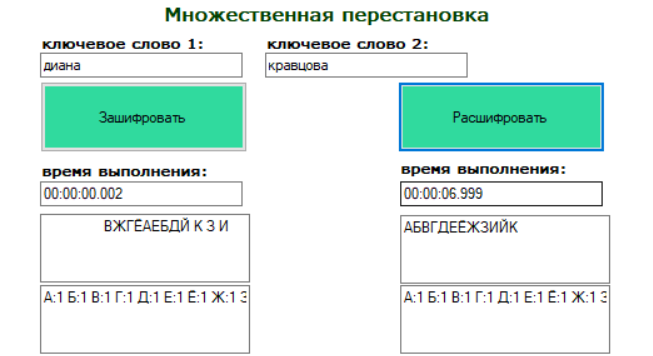 Множественная перестановка
ключевое слово 1: ключевое слово 2:
диана кравцова
Зашифровать Расшифровать
время выполнения: время выполнения:
00:00:00.002 00:00:06.999
ВЖГЁАЕБДЙ К З И АБВГДЕЁЖЗИЙК
А:1 Б:1 В:1 Г:1 Д:1 Е:1 Ё:1 Ж:1 З А:1 Б:1 В:1 Г:1 Д:1 Е:1 Ё:1 Ж:1 З